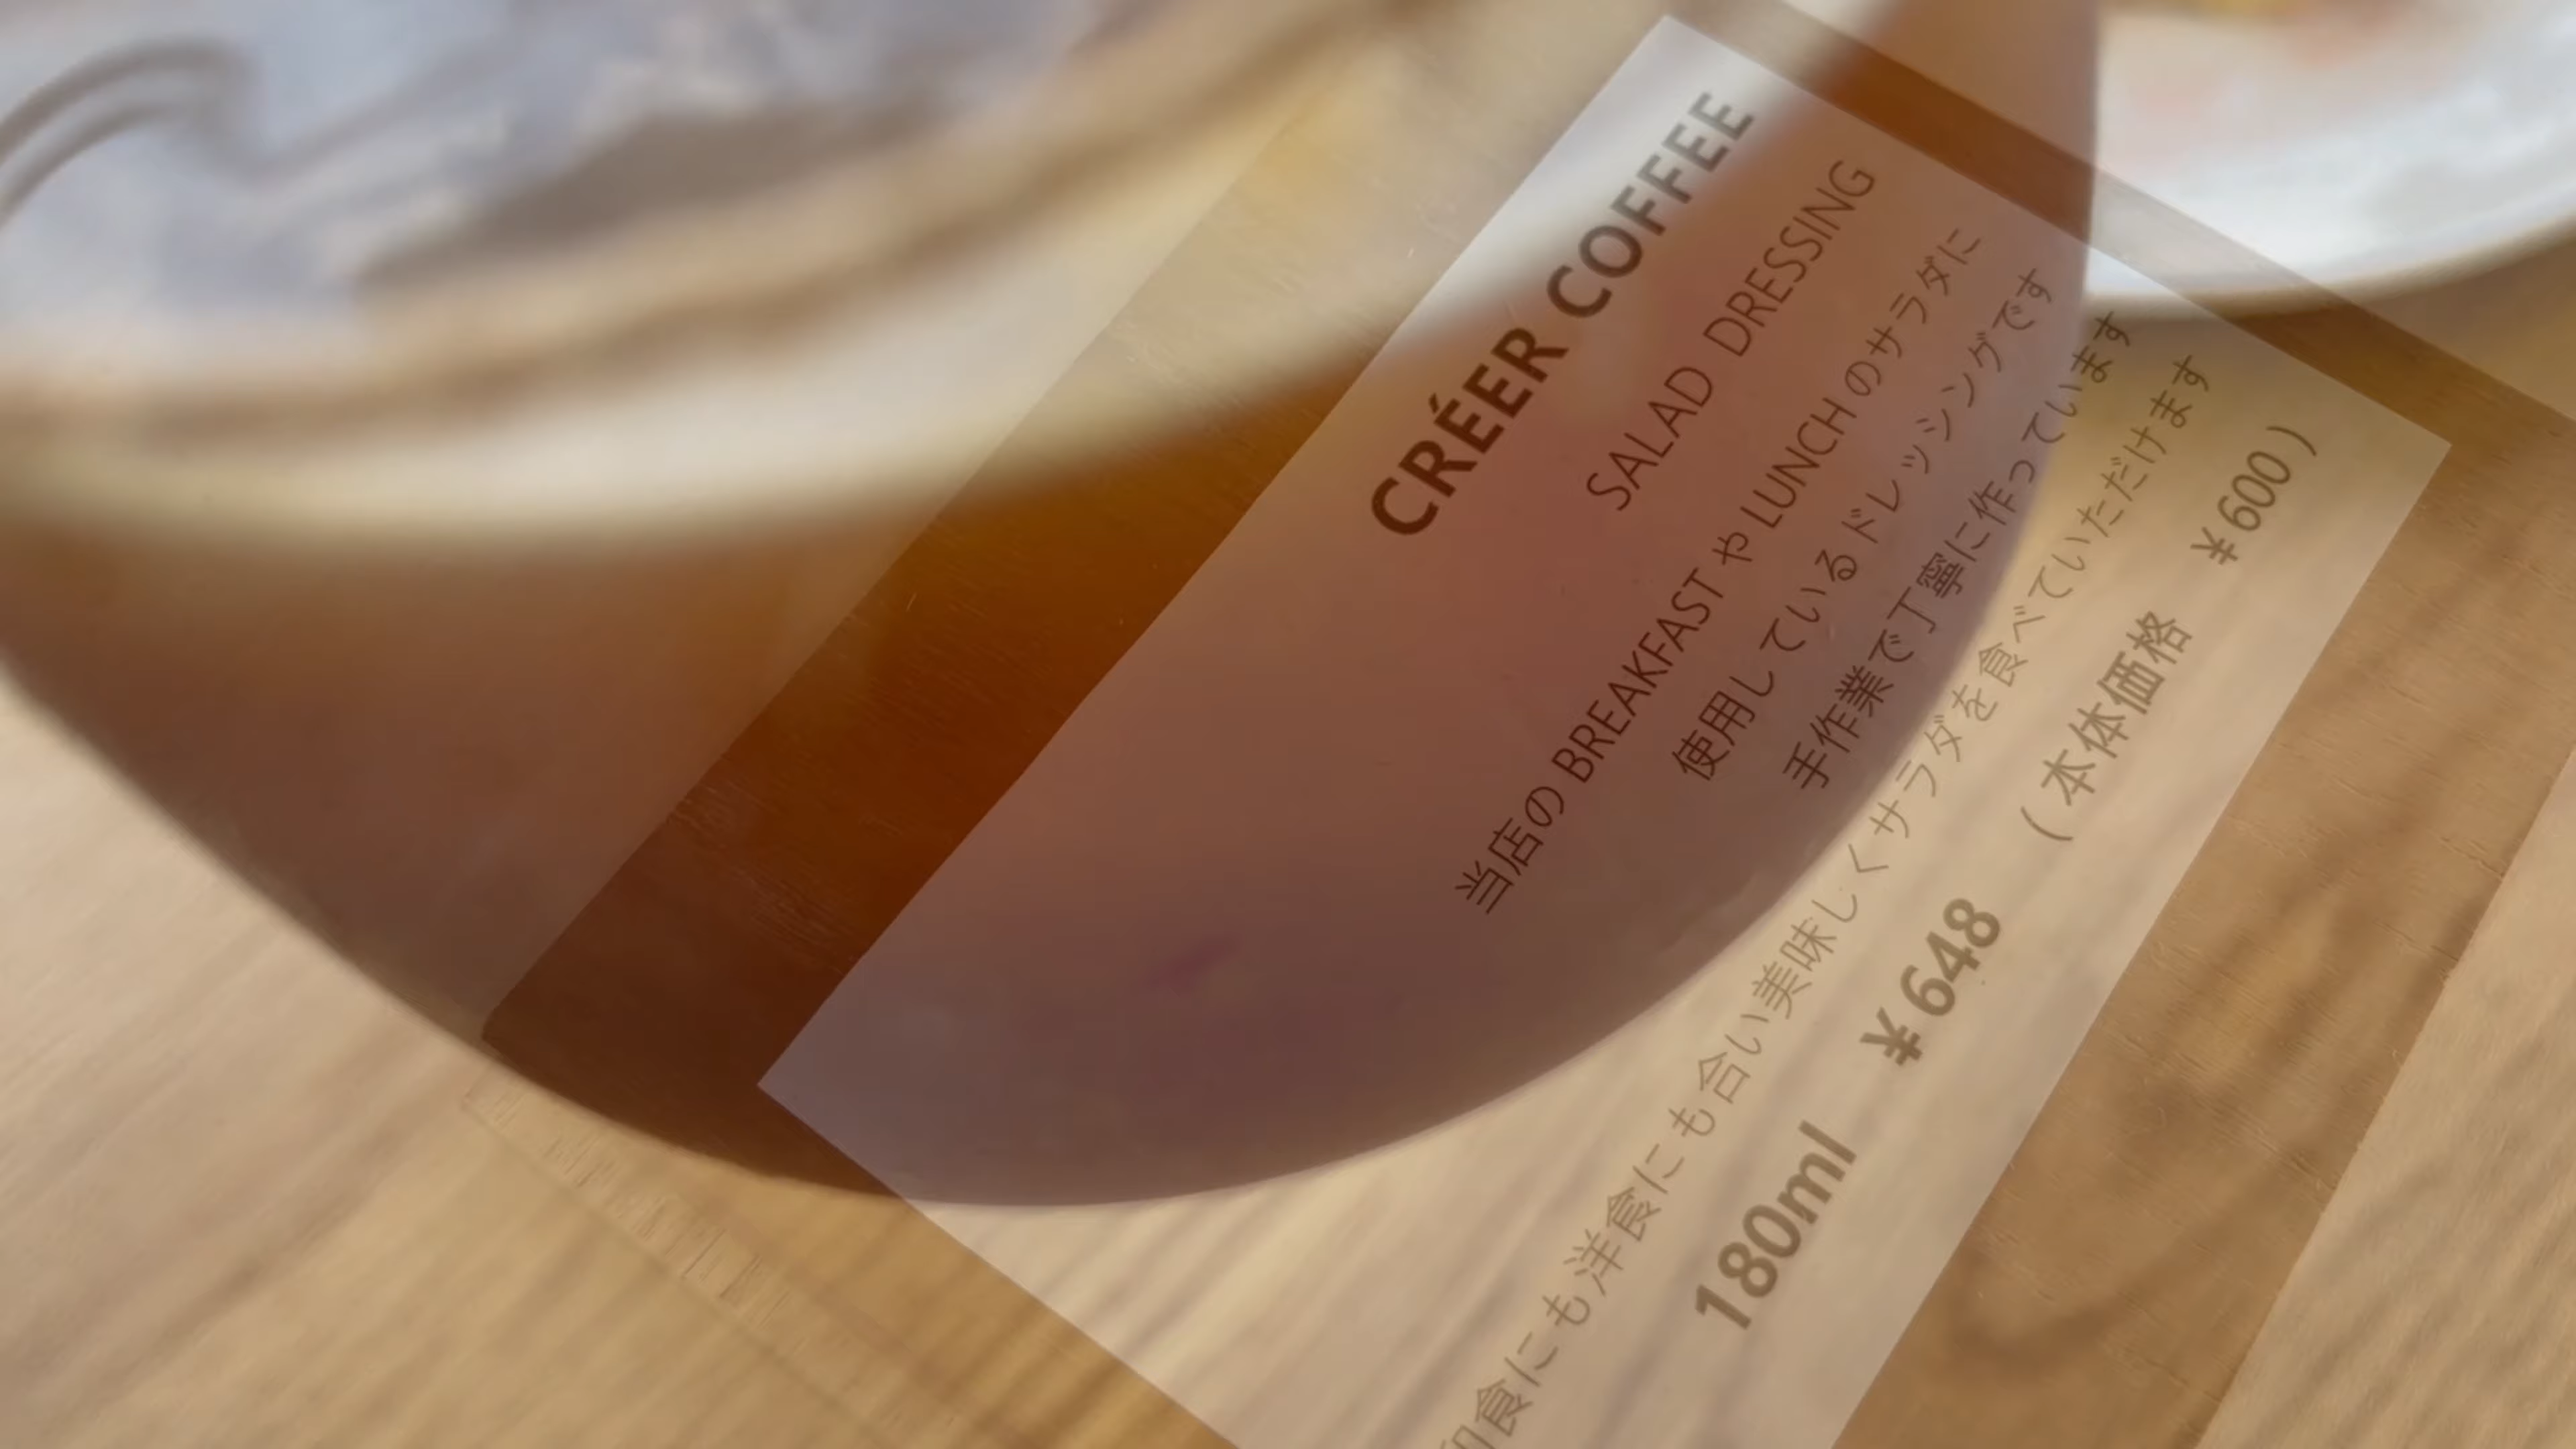 CRÉER COFFEE
SALAD DRESSING
当店の BREAKFAST や LUNCH のサラダに
使用しているドレッシングです
手作業で丁寧に作っています
和食にも洋食にも合い美味しくサラダを食べていただけます
180ml ¥648 (本体価格 ¥600)